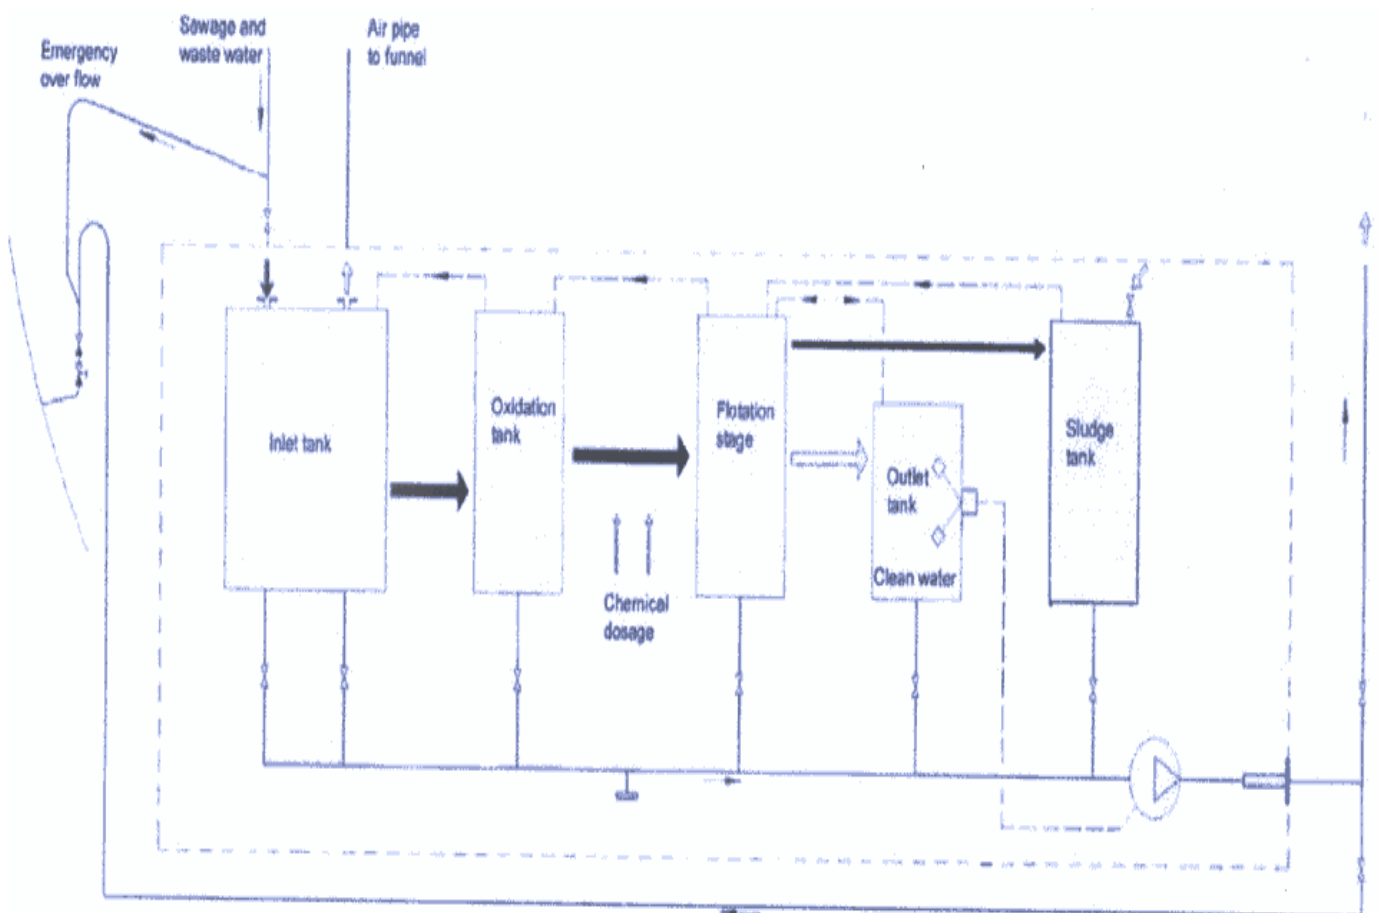 Sewage and
waste water
Air pipe
to funnel
Emergency
over flow
Inlet tank
Oxidation
tank
Flotation
stage
Outlet
tank
Clean water
Sludge
tank
Chemical
dosage